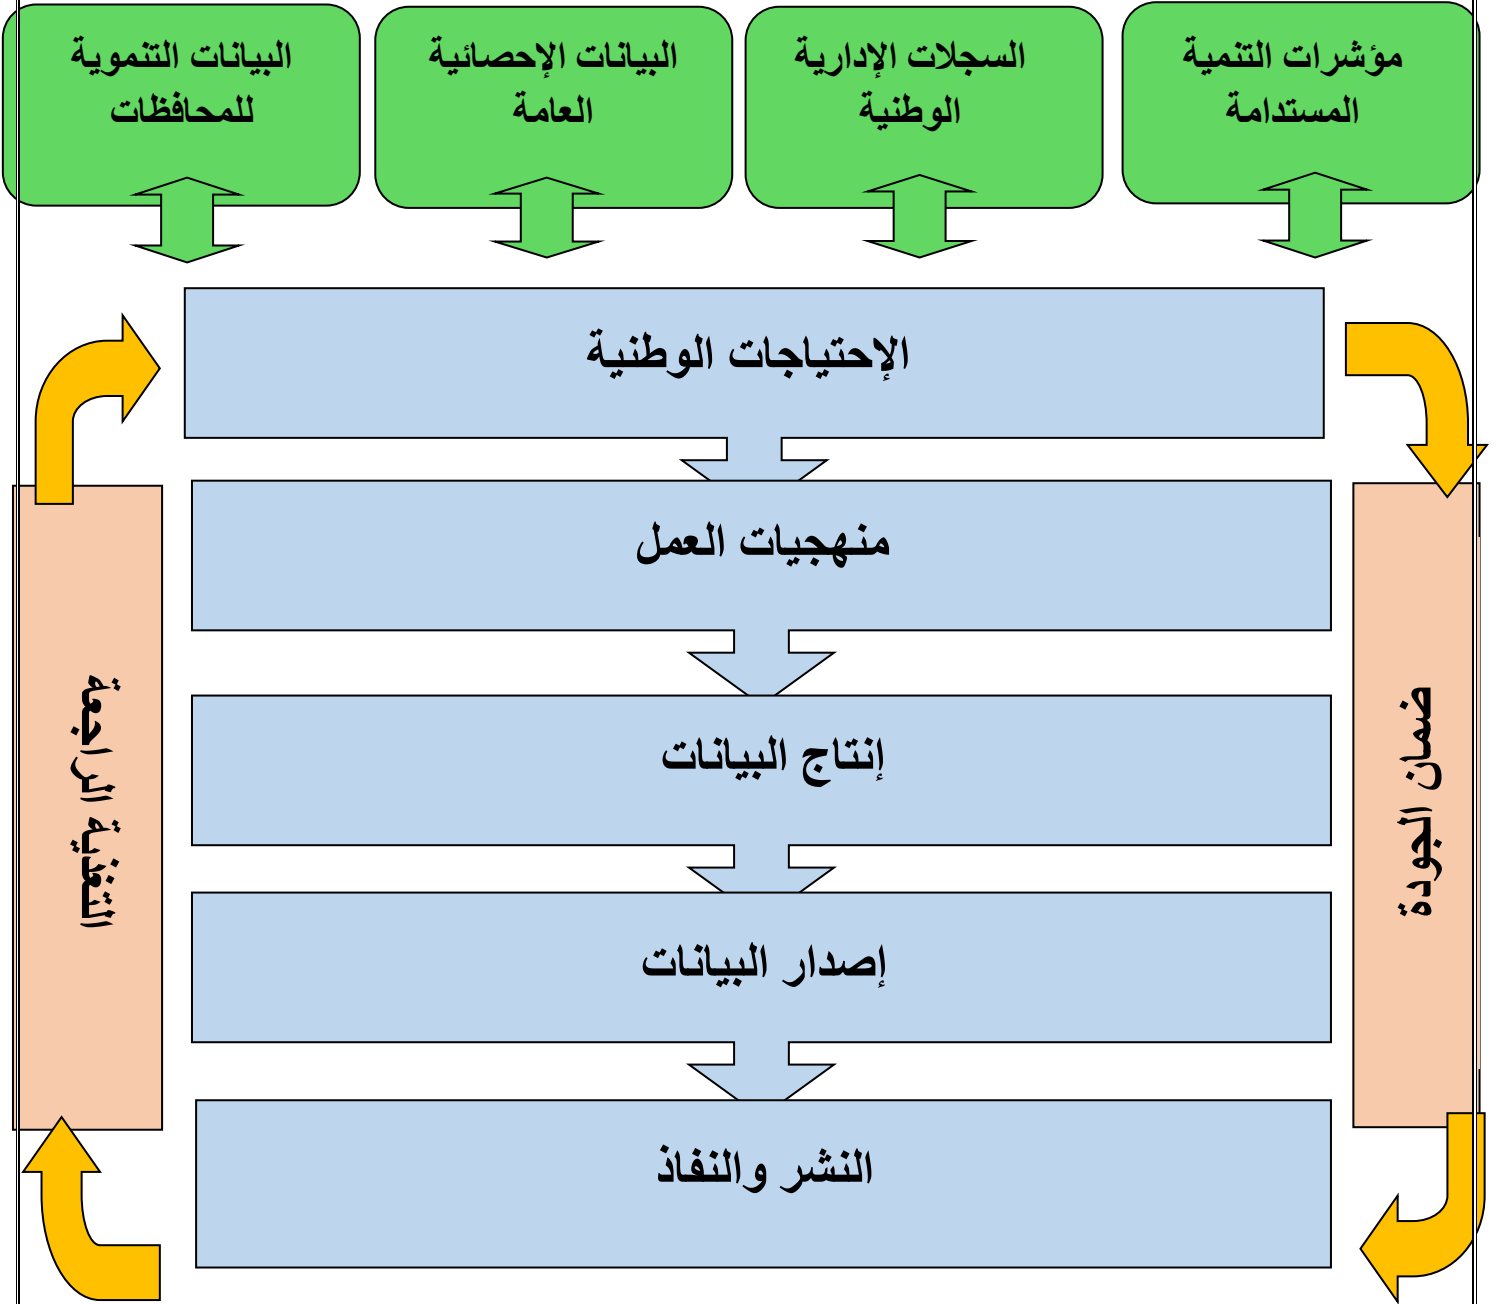 مؤشرات التنمية
المستدامة
السجلات الإدارية
الوطنية
البيانات الإحصائية
العامة
البيانات التنموية
للمحافظات
الإحتياجات الوطنية
منهجيات العمل
إنتاج البيانات
إصدار البيانات
النشر والنفاذ
ضمان الجودة
التغذية الراجعة